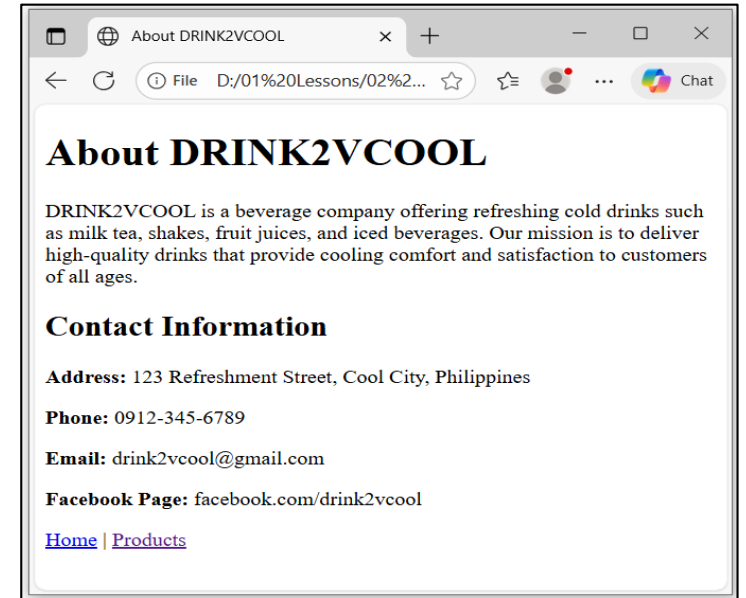 About DRINK2VCOOL
File D:/01%20Lessons/02%2... Chat
About DRINK2VCOOL
DRINK2VCOOL is a beverage company offering refreshing cold drinks such
as milk tea, shakes, fruit juices, and iced beverages. Our mission is to deliver
high-quality drinks that provide cooling comfort and satisfaction to customers
of all ages.
Contact Information
Address: 123 Refreshment Street, Cool City, Philippines
Phone: 0912-345-6789
Email: drink2vcool@gmail.com
Facebook Page: facebook.com/drink2vcool
Home | Products